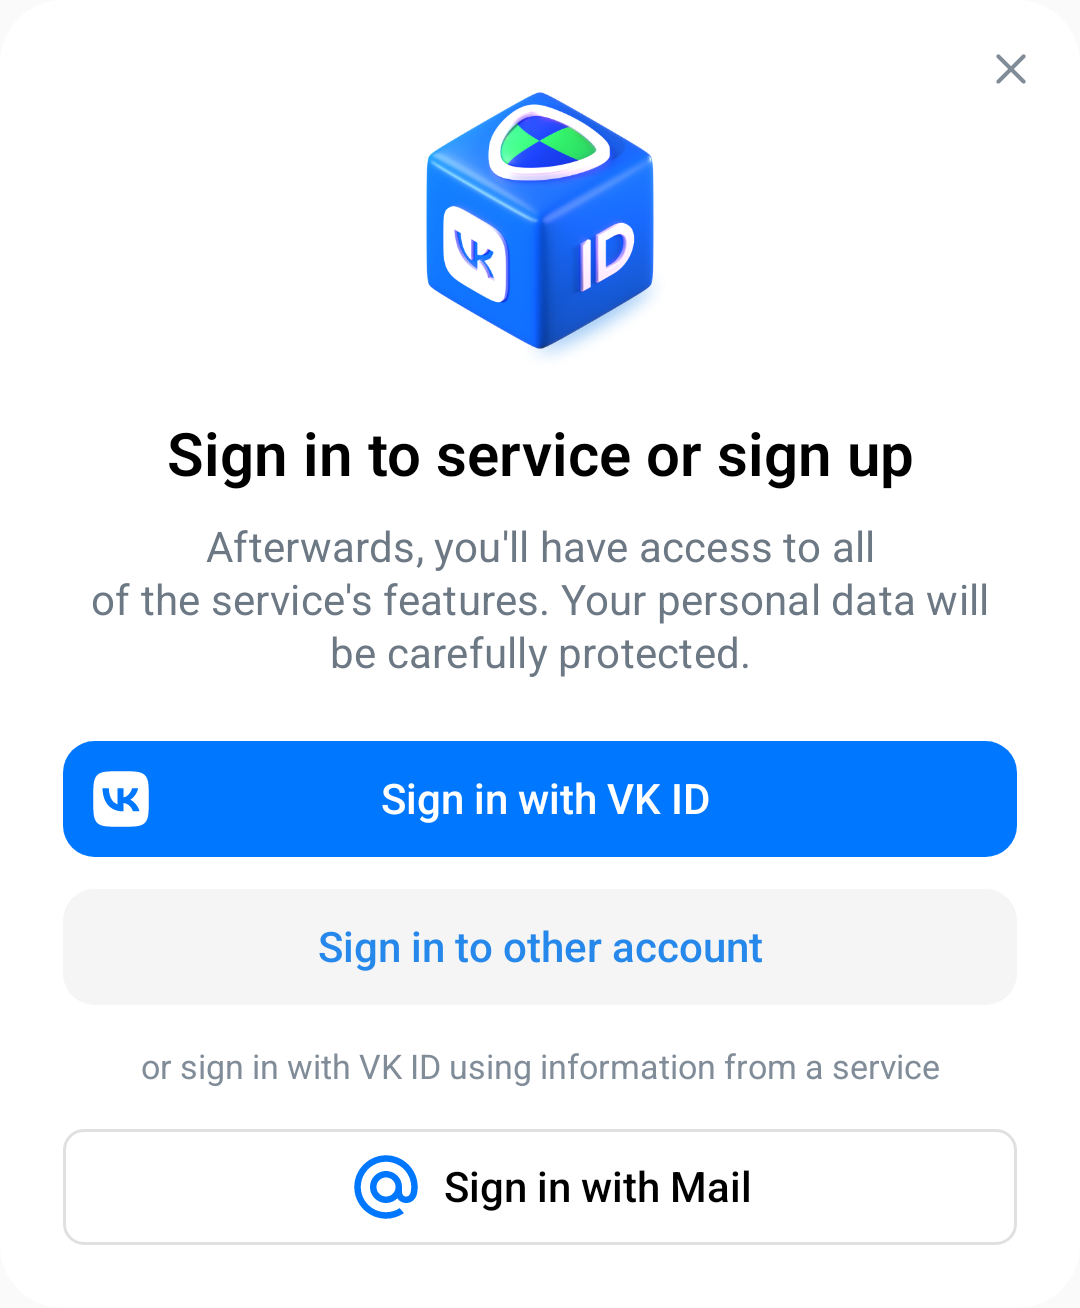 VK
ID
Sign in to service or sign up
Afterwards, you'll have access to all
of the service's features. Your personal data will
be carefully protected.
VK Sign in with VK ID
Sign in to other account
or sign in with VK ID using information from a service
@ Sign in with Mail